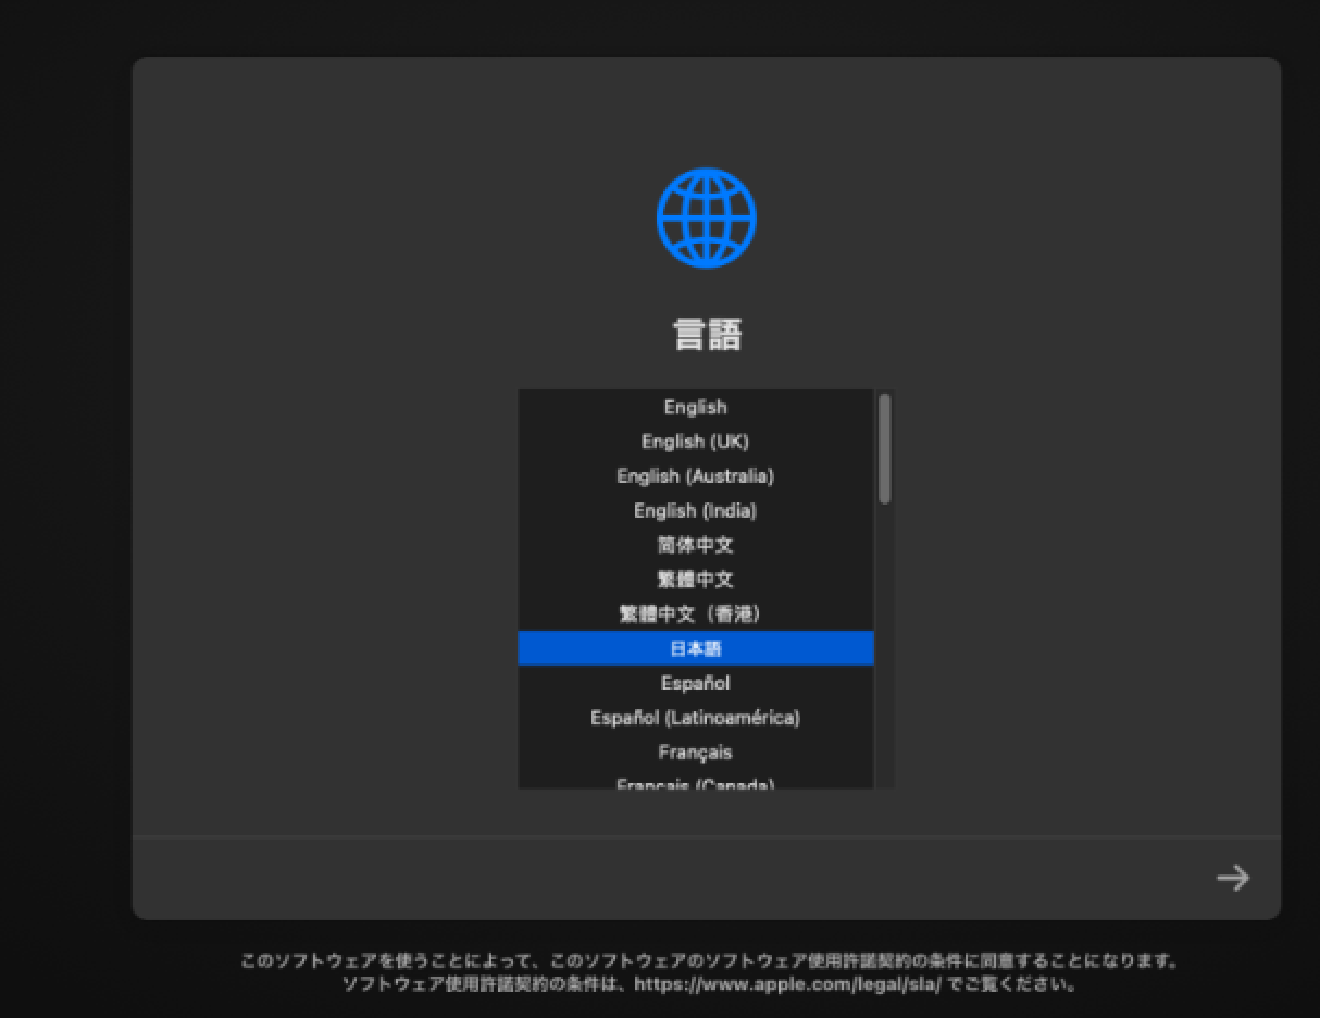 言語
English
English (UK)
English (Australia)
English (India)
简体中文
繁體中文
繁體中文（香港）
日本語
Español
Español (Latinoamérica)
Français
Français (Canada)
このソフトウェアを使うことによって、このソフトウェアのソフトウェア使用許諾契約の条件に同意することになります。
ソフトウェア使用許諾契約の条件は、https://www.apple.com/legal/sla/ でご覧ください。